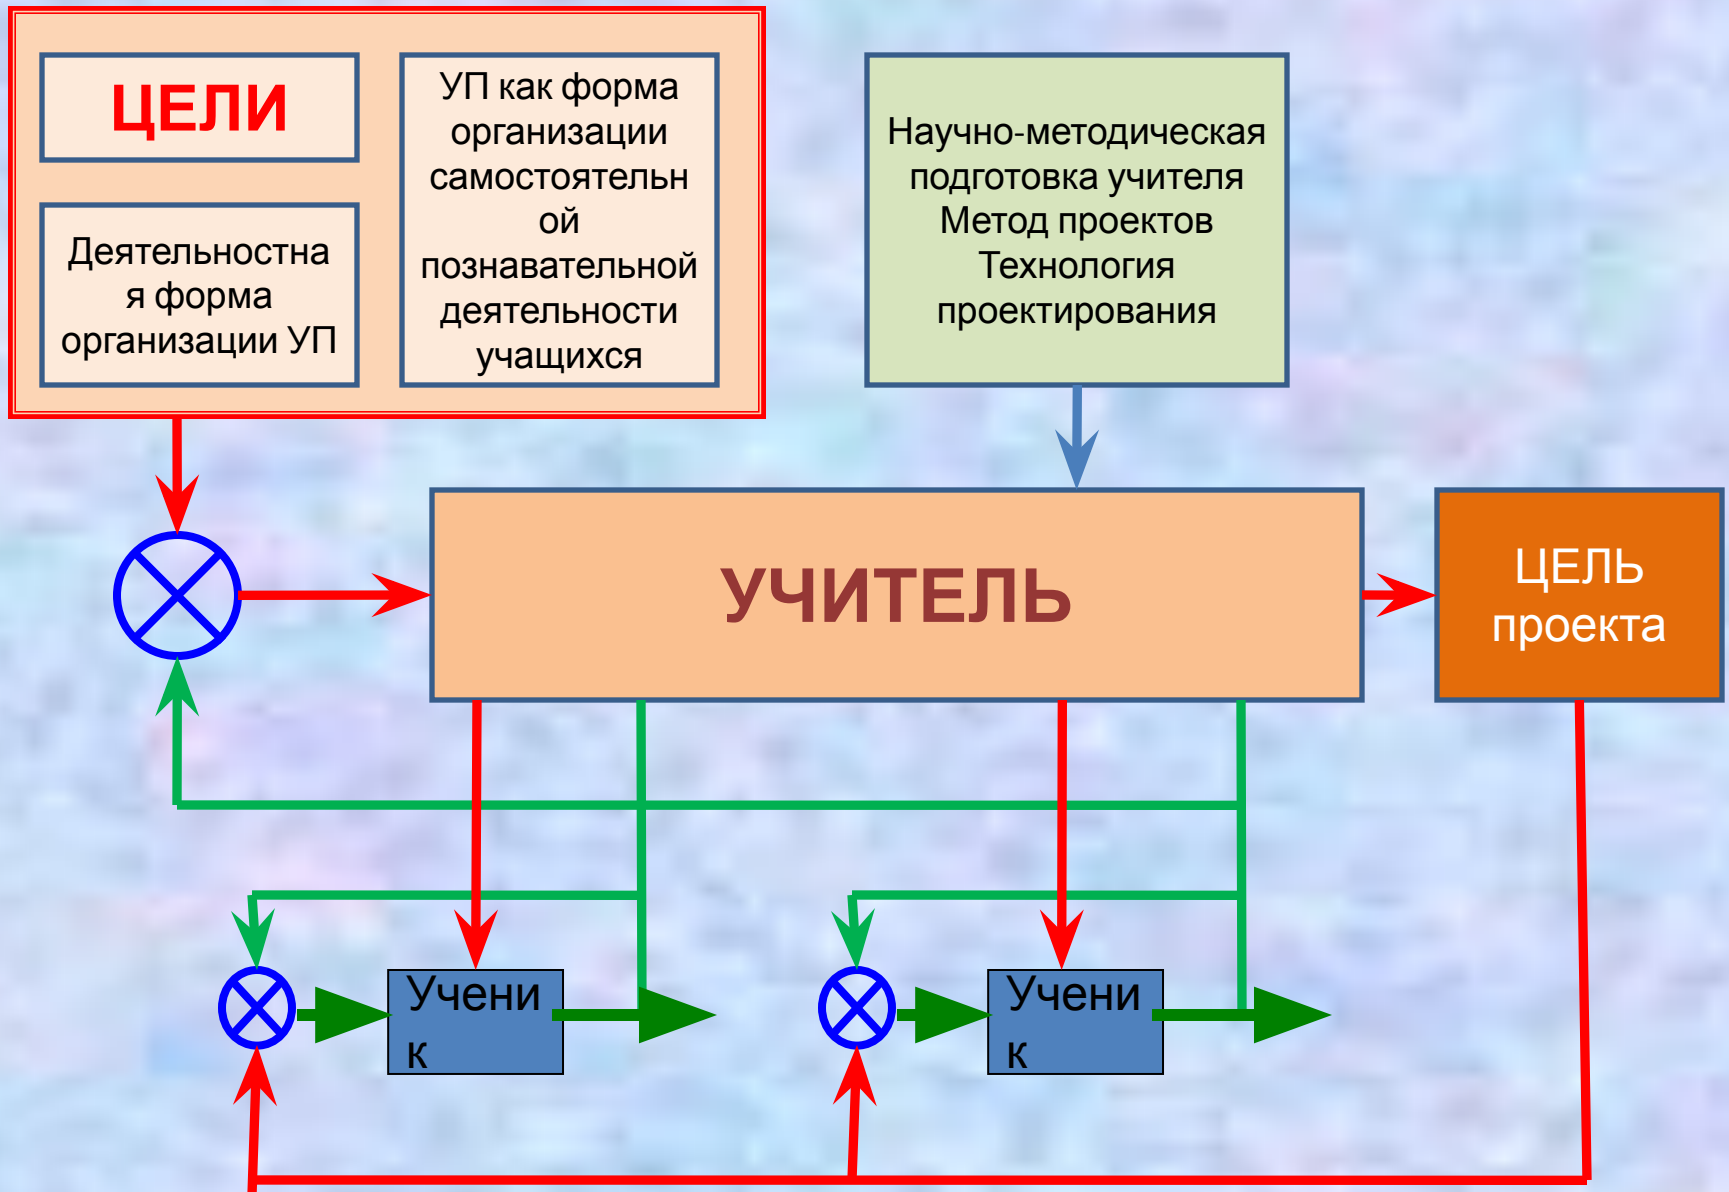 ЦЕЛИ
Деятельностна
я форма
организации УП
УП как форма
организации
самостоятельн
ой
познавательной
деятельности
учащихся
Научно-методическая
подготовка учителя
Метод проектов
Технология
проектирования
УЧИТЕЛЬ
ЦЕЛЬ
проекта
Учени
к
Учени
к